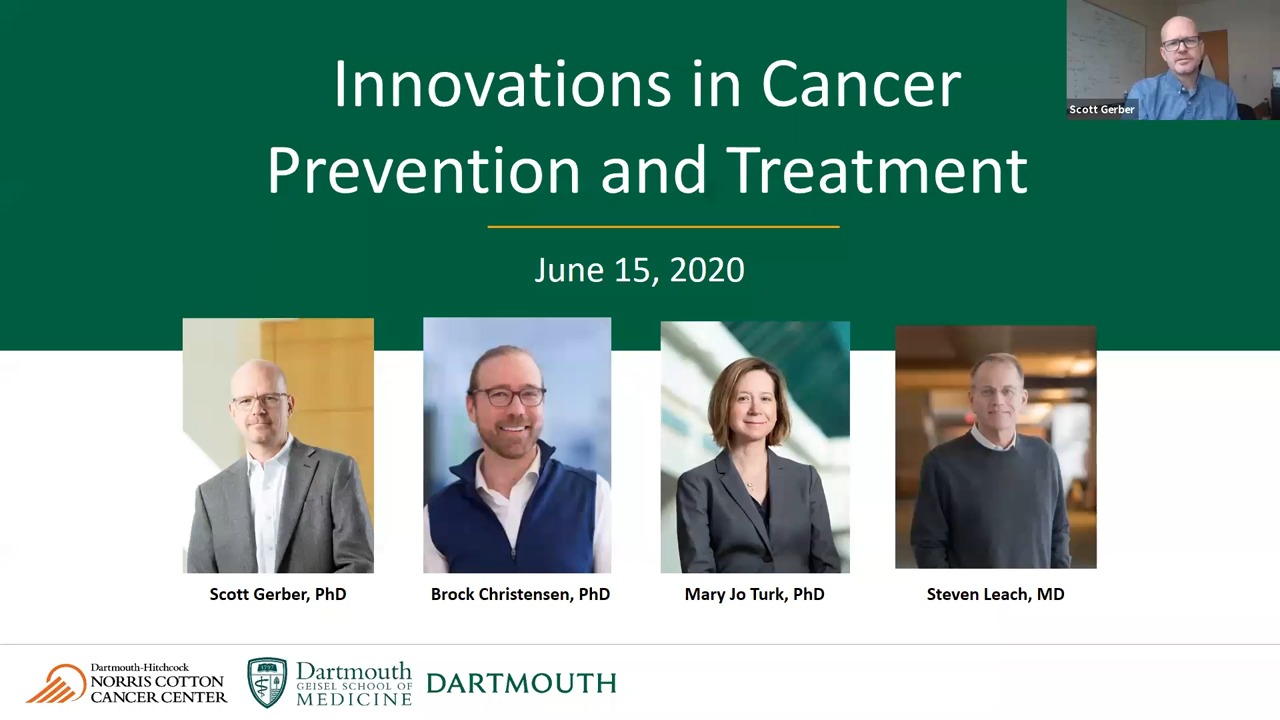 Innovations in Cancer
Prevention and Treatment
Scott Gerber
June 15, 2020
Scott Gerber, PhD
Brock Christensen, PhD
Mary Jo Turk, PhD
Steven Leach, MD
Dartmouth-Hitchcock
NORRIS COTTON
CANCER CENTER
1797
Dartmouth
GEISEL SCHOOL OF
MEDICINE
DARTMOUTH